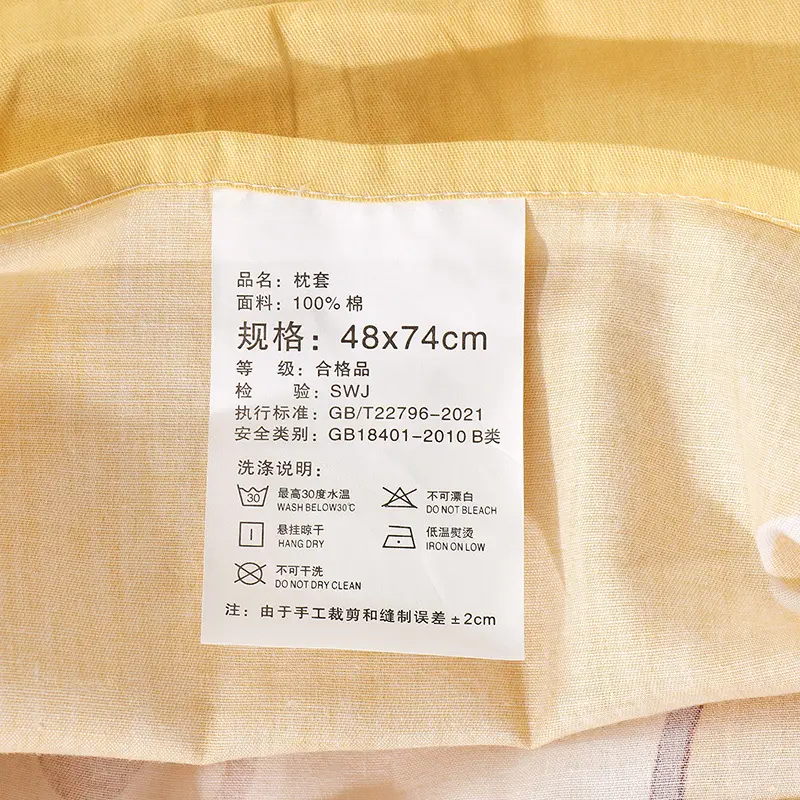 品名：枕套
面料：100% 棉
规格：48x74cm
等 级：合格品
检 验：SWJ
执行标准：GB/T22796-2021
安全类别：GB18401-2010 B类
洗涤说明：
30 最高30度水温 不可漂白
WASH BELOW30℃ DO NOT BLEACH
悬挂晾干 低温熨烫
HANG DRY IRON ON LOW
不可干洗
DO NOT DRY CLEAN
注：由于手工裁剪和缝制误差±2cm